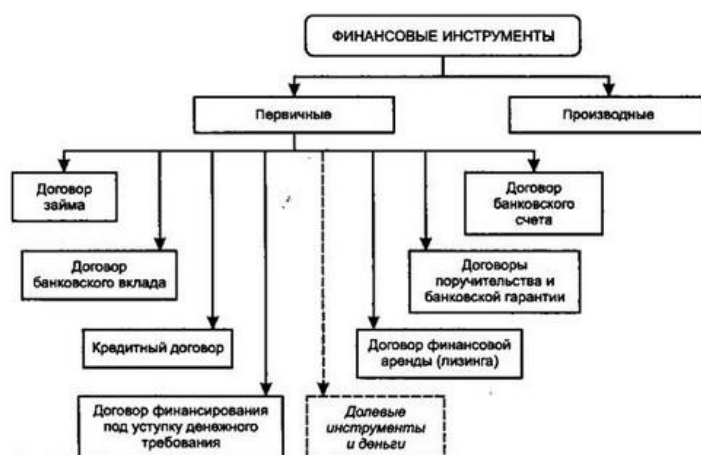 ФИНАНСОВЫЕ ИНСТРУМЕНТЫ
Первичные
Производные
Договор
займа
Договор
банковского
счета
Договор
банковского вклада
Договоры
поручительства и
банковской гарантии
Кредитный договор
Договор финансовой
аренды (лизинга)
Договор финансирования
под уступку денежного
требования
Долевые
инструменты
и деньги